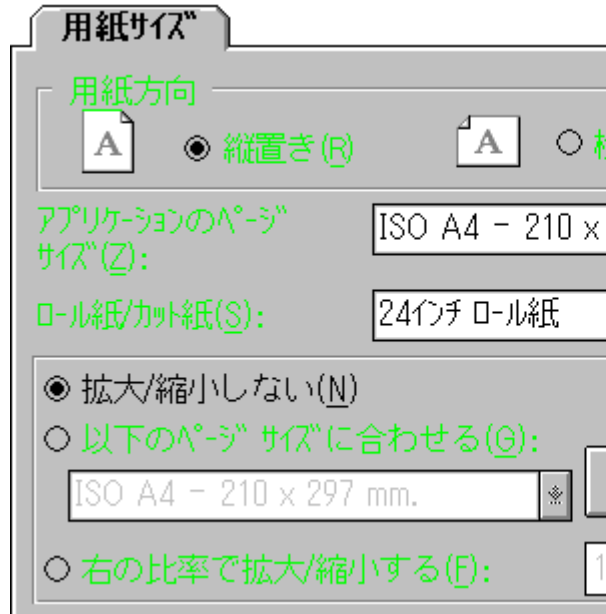 用紙サイズ
用紙方向
A 縦置き(R) A
アプリケーションのページ ISO A4 - 210 x
サイズ(Z):
ロール紙/カット紙(S): 24インチ ロール紙
拡大/縮小しない(N)
以下のページ サイズに合わせる(G):
ISO A4 - 210 x 297 mm.
右の比率で拡大/縮小する(F): 1